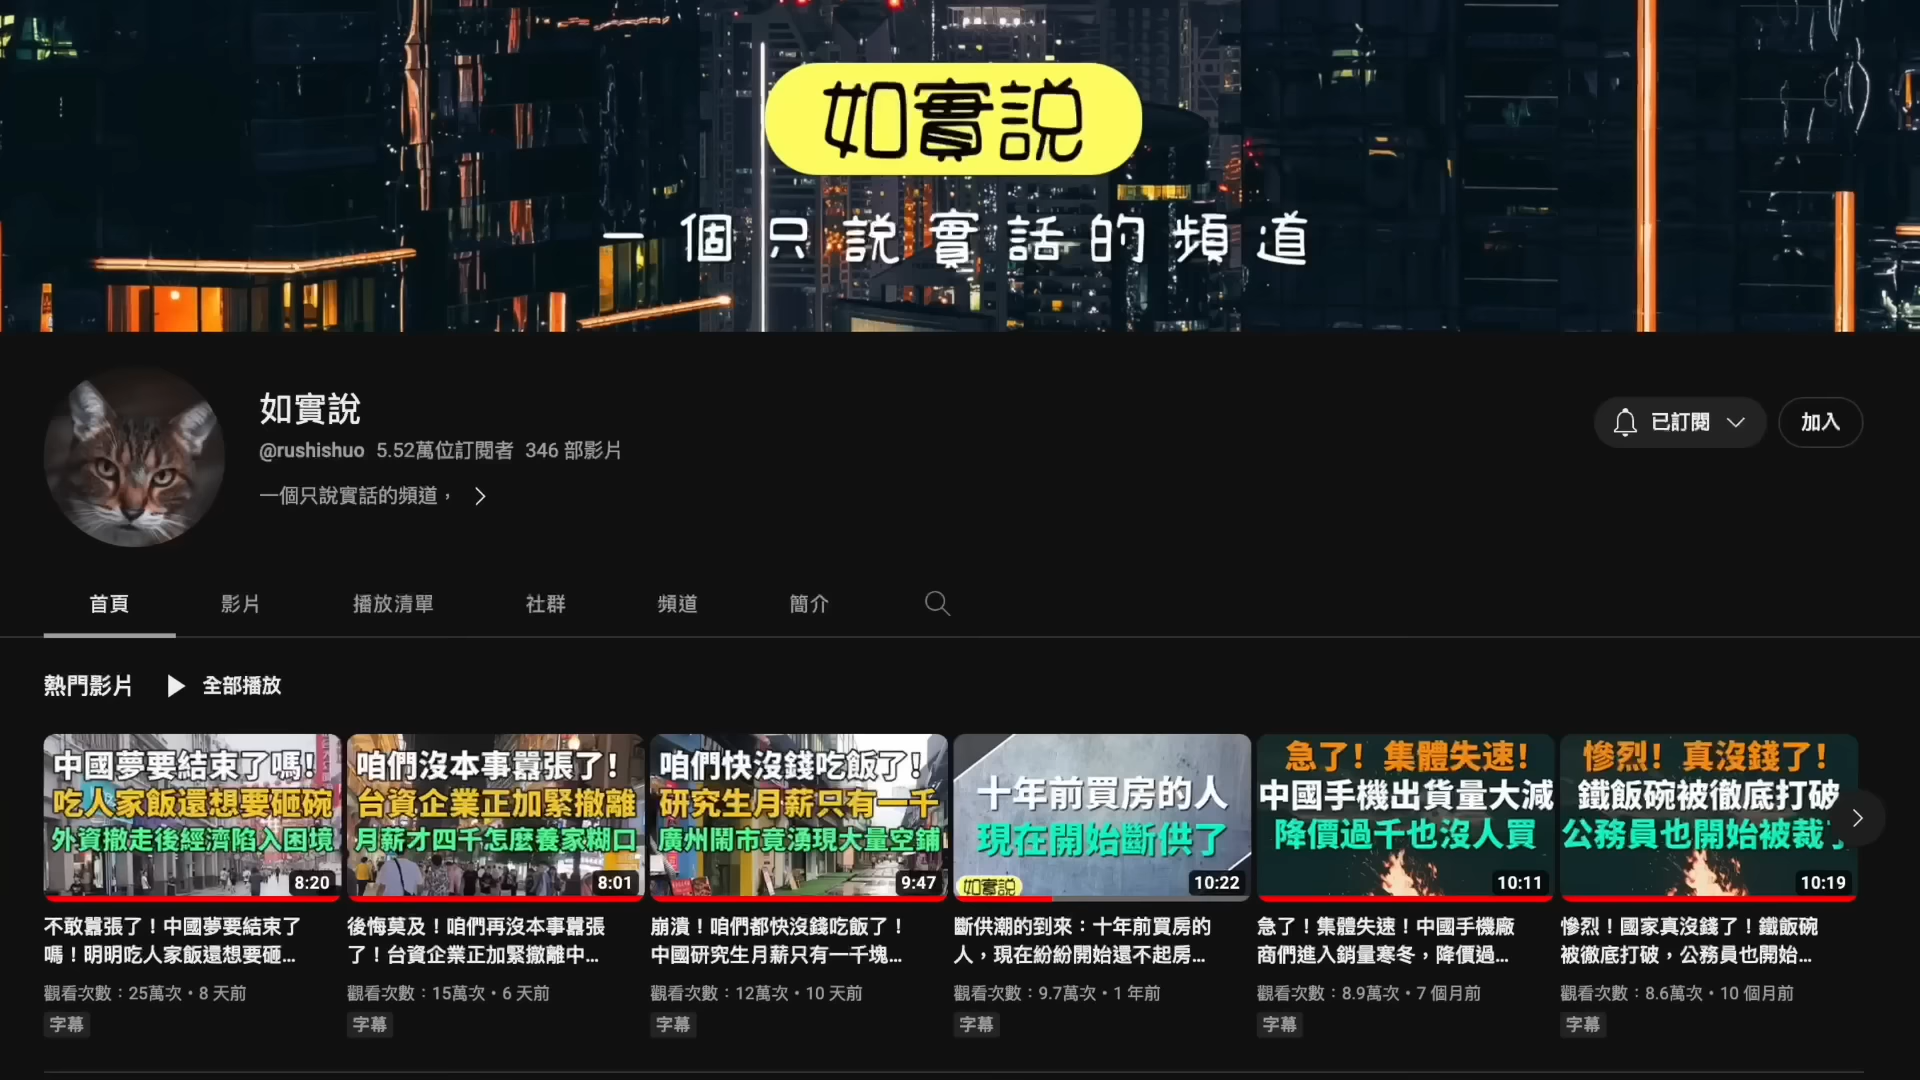 如實説
一個只説實話的頻道
如實說
@rushishuo 5.52萬位訂閱者 346 部影片
一個只說實話的頻道，
已訂閱
加入
首頁 影片 播放清單 社群 頻道 簡介
熱門影片 全部播放
中國夢要結束了嗎！
吃人家飯還想要砸碗
外資撤走後經濟陷入困境
8:20
不敢囂張了！中國夢要結束了
嗎！明明吃人家飯還想要砸...
觀看次數：25萬次・8 天前
字幕
咱們沒本事囂張了！
台資企業正加緊撤離
月薪才四千怎麼養家糊口
8:01
後悔莫及！咱們再沒本事囂張
了！台資企業正加緊撤離中...
觀看次數：15萬次・6 天前
字幕
咱們快沒錢吃飯了！
研究生月薪只有一千
廣州鬧市竟湧現大量空鋪
9:47
崩潰！咱們都快沒錢吃飯了！
中國研究生月薪只有一千塊...
觀看次數：12萬次・10 天前
字幕
十年前買房的人
現在開始斷供了
如實說
10:22
斷供潮的到來：十年前買房的
人，現在紛紛開始還不起房...
觀看次數：9.7萬次・1 年前
字幕
急了！集體失速！
中國手機出貨量大減
降價過千也沒人買
10:11
急了！集體失速！中國手機廠
商們進入銷量寒冬，降價過...
觀看次數：8.9萬次・7 個月前
字幕
慘烈！真沒錢了！
鐵飯碗被徹底打破
公務員也開始被裁了
10:19
慘烈！國家真沒錢了！鐵飯碗
被徹底打破，公務員也開始...
觀看次數：8.6萬次・10 個月前
字幕